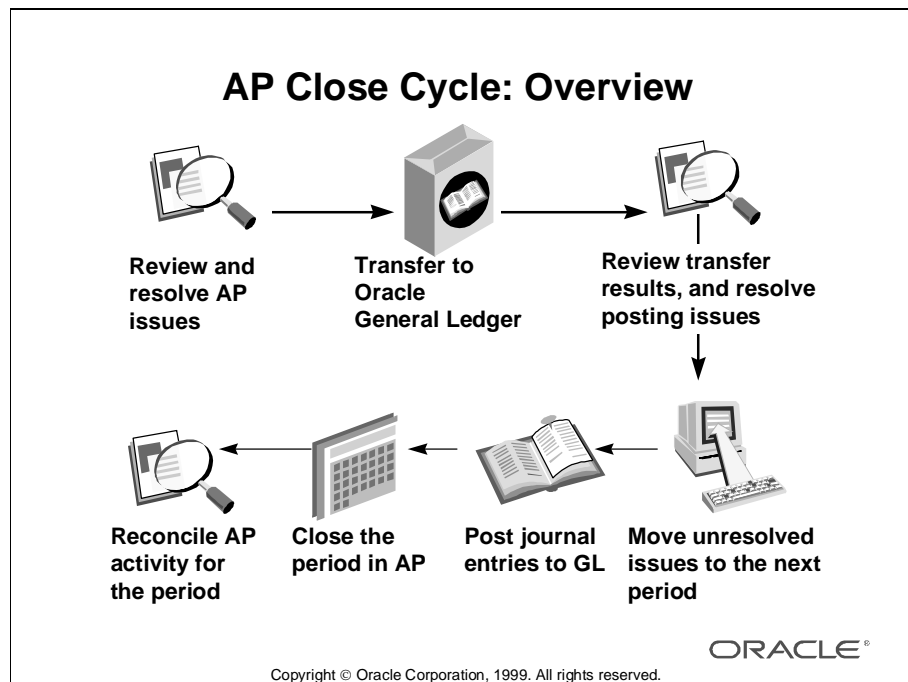 AP Close Cycle: Overview
Review and
resolve AP
issues
Transfer to
Oracle
General Ledger
Review transfer
results, and resolve
posting issues
Reconcile AP
activity for
the period
Close the
period in AP
Post journal
entries to GL
Move unresolved
issues to the next
period
ORACLE®
Copyright © Oracle Corporation, 1999. All rights reserved.